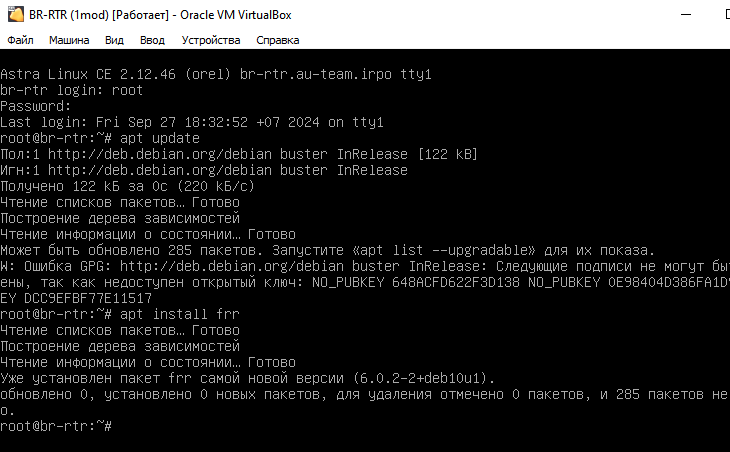 BR-RTR (1mod) [Работает] - Oracle VM VirtualBox
Файл Машина Вид Ввод Устройства Справка
Astra Linux CE 2.12.46 (orel) br-rtr.au-team.irpo tty1
br-rtr login: root
Password:
Last login: Fri Sep 27 18:32:52 +07 2024 on tty1
root@br-rtr:~# apt update
Пол:1 http://deb.debian.org/debian buster InRelease [122 kB]
Игн:1 http://deb.debian.org/debian buster InRelease
Получено 122 кБ за 0с (220 кБ/с)
Чтение списков пакетов… Готово
Построение дерева зависимостей
Чтение информации о состоянии… Готово
Может быть обновлено 285 пакетов. Запустите «apt list --upgradable» для их показа.
W: Ошибка GPG: http://deb.debian.org/debian buster InRelease: Следующие подписи не могут бы
ены, так как недоступен открытый ключ: NO_PUBKEY 648ACFD622F3D138 NO_PUBKEY 0E98404D386FA1D9
EY DCC9EFBF77E11517
root@br-rtr:~# apt install frr
Чтение списков пакетов… Готово
Построение дерева зависимостей
Чтение информации о состоянии… Готово
Уже установлен пакет frr самой новой версии (6.0.2-2+deb10u1).
обновлено 0, установлено 0 новых пакетов, для удаления отмечено 0 пакетов, и 285 пакетов не
о.
root@br-rtr:~#